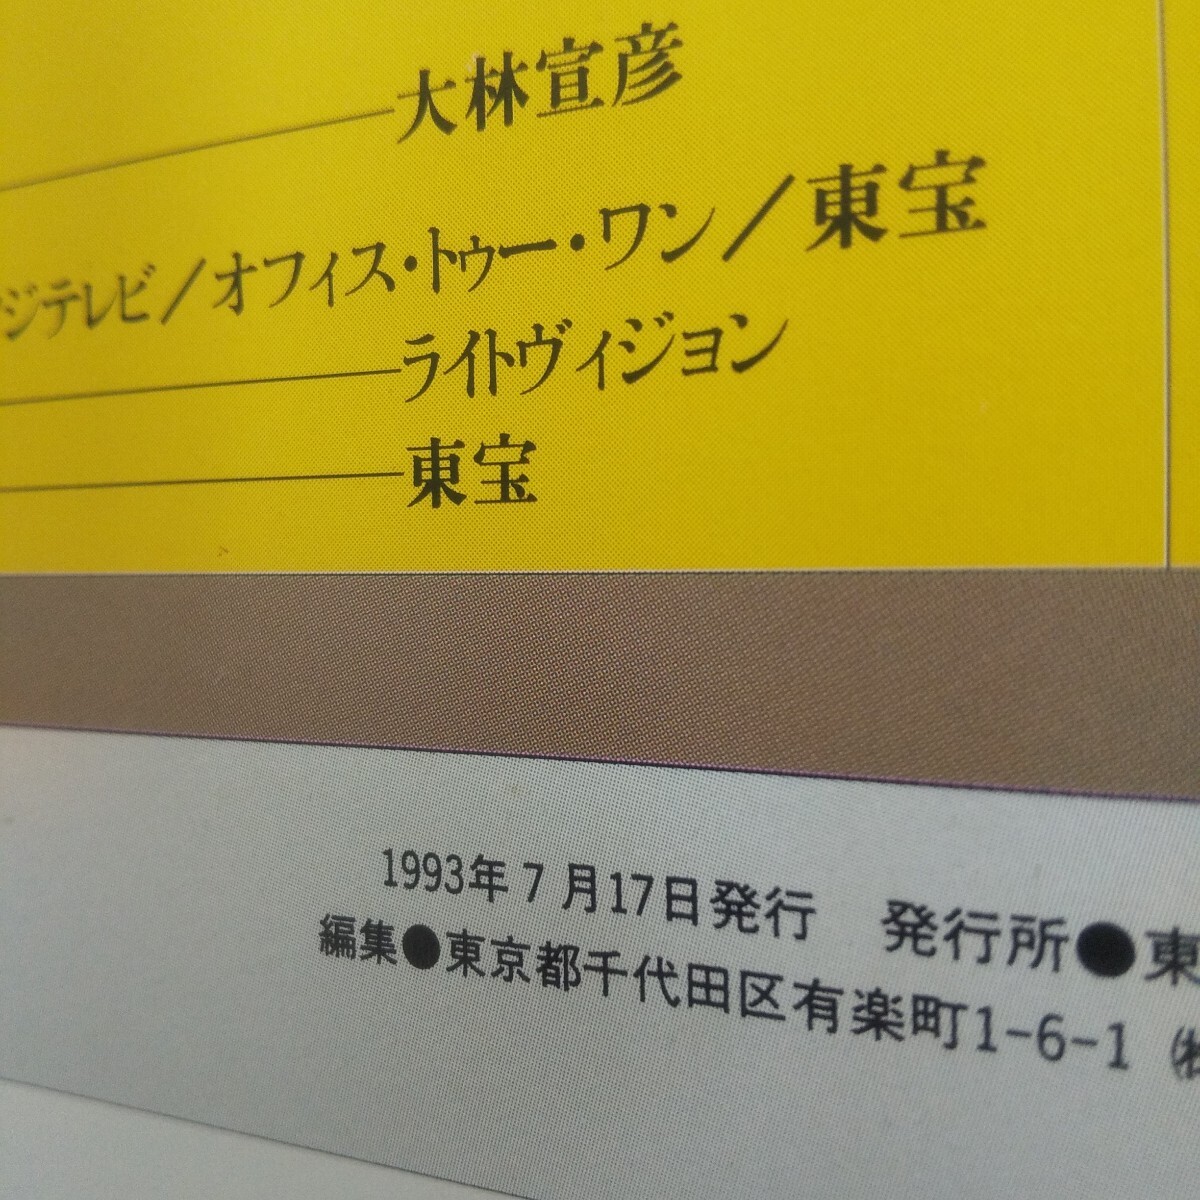 大林宣彦
ジテレビ/オフィス・トゥー・ワン/東宝
ライトヴィジョン
東宝
1993年7月17日発行　発行所●東
編集●東京都千代田区有楽町1-6-1 ㈱